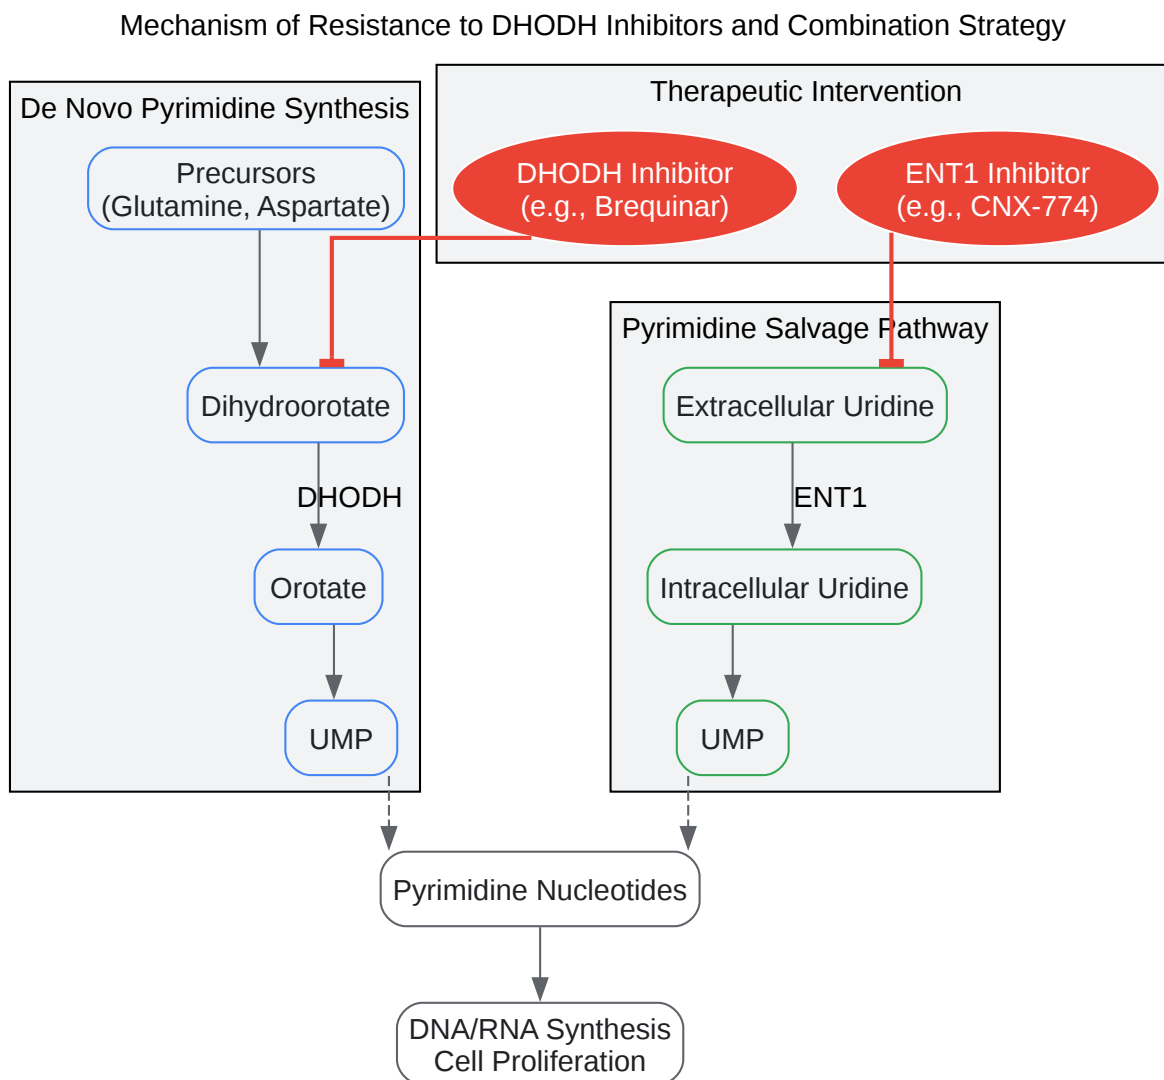 Mechanism of Resistance to DHODH Inhibitors and Combination Strategy
De Novo Pyrimidine Synthesis
Precursors
(Glutamine, Aspartate)
Dihydroorotate
DHODH
Orotate
UMP
Therapeutic Intervention
DHODH Inhibitor
(e.g., Brequinar)
ENT1 Inhibitor
(e.g., CNX-774)
Pyrimidine Salvage Pathway
Extracellular Uridine
ENT1
Intracellular Uridine
UMP
Pyrimidine Nucleotides
DNA/RNA Synthesis
Cell Proliferation